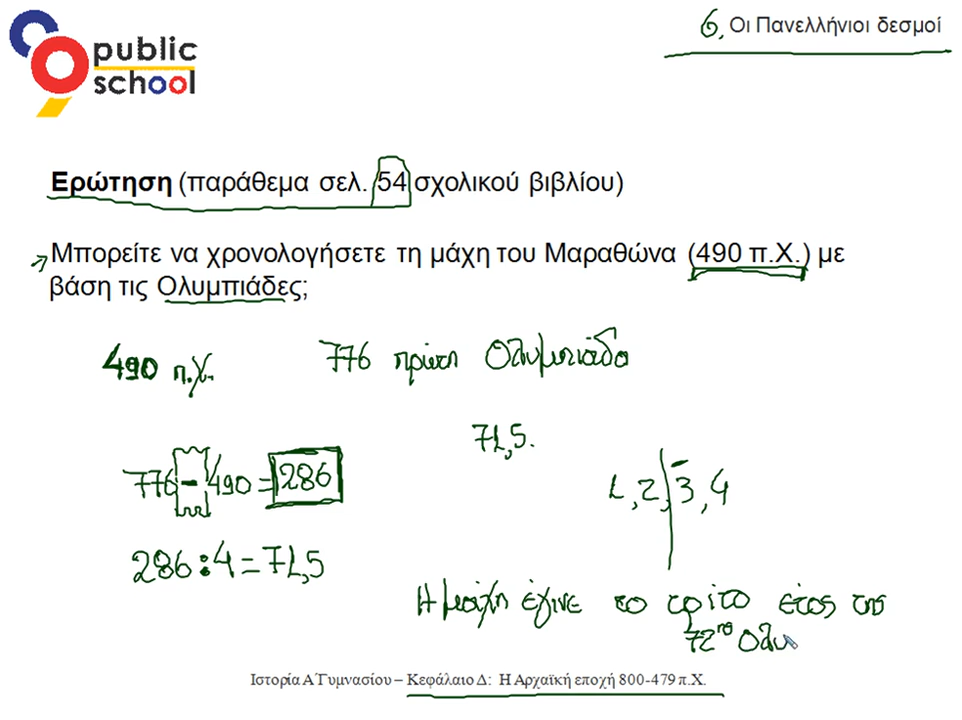 public
school
6, Οι Πανελλήνιοι δεσμοί
Ερώτηση (παράθεμα σελ. 54 σχολικού βιβλίου)
Μπορείτε να χρονολογήσετε τη μάχη του Μαραθώνα (490 π.Χ.) με
βάση τις Ολυμπιάδες;
490 π.Χ. 776 πρώτη Ολυμπιάδα
71,5.
776 - 490 = 286
1, 2, 3, 4
286 : 4 = 71,5
Η μάχη έγινε το τρίτο έτος της
72ης Ολυ
Ιστορία Α΄ Γυμνασίου – Κεφάλαιο Δ: Η Αρχαϊκή εποχή 800-479 π.Χ.